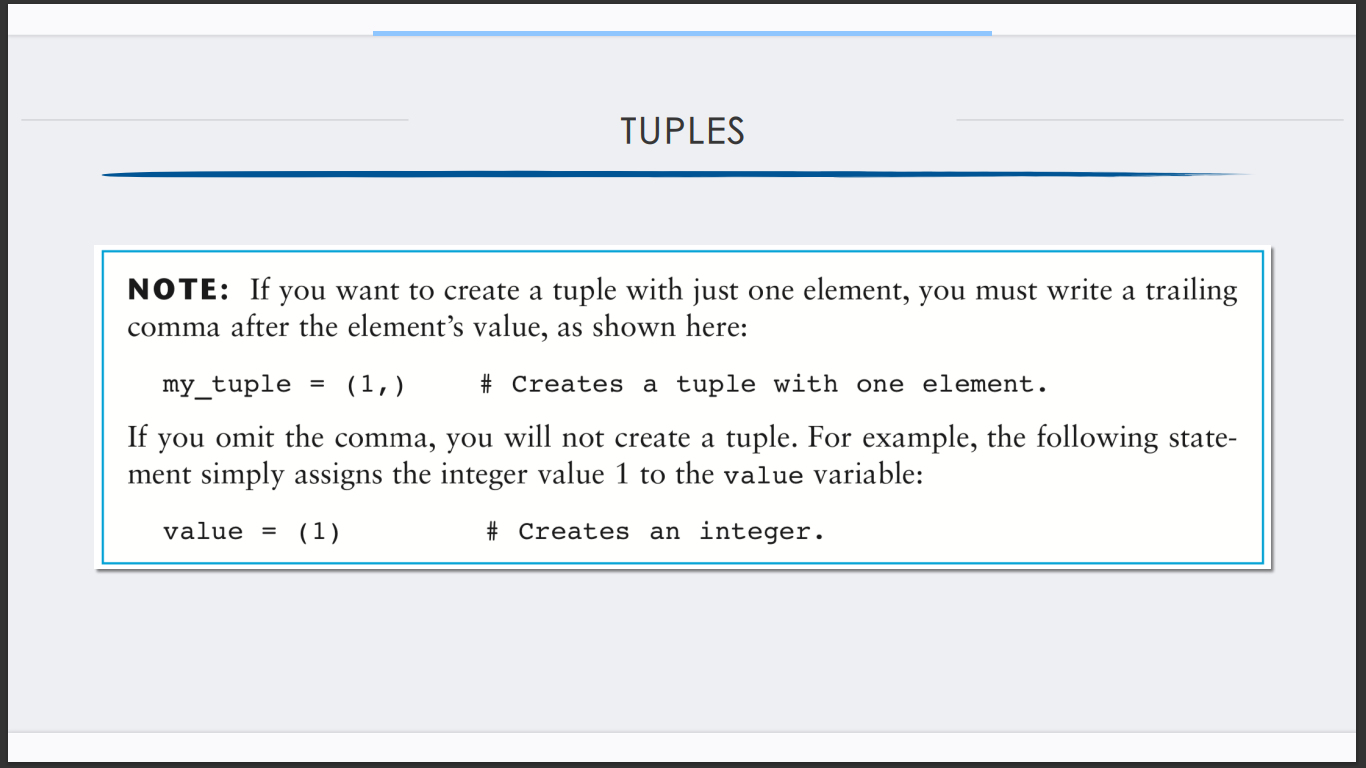 TUPLES
NOTE: If you want to create a tuple with just one element, you must write a trailing
comma after the element’s value, as shown here:
my_tuple = (1,)     # Creates a tuple with one element.
If you omit the comma, you will not create a tuple. For example, the following state-
ment simply assigns the integer value 1 to the value variable:
value = (1)         # Creates an integer.